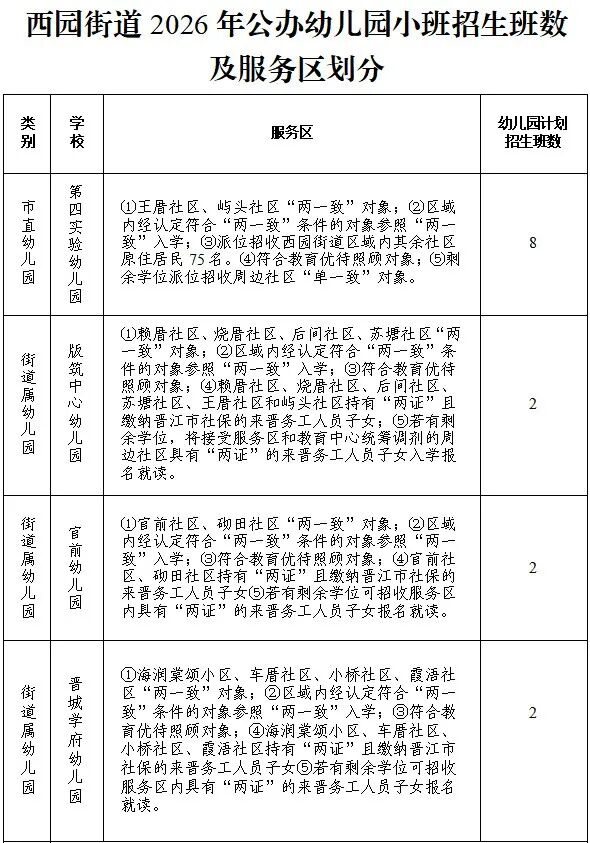 西园街道 2026 年公办幼儿园小班招生班数
及服务区划分
类别
学校
服务区
幼儿园计划
招生班数
市直幼儿园
第四实验幼儿园
①王厝社区、屿头社区“两一致”对象；②区域
内经认定符合“两一致”条件的对象参照“两一
致”入学；③派位招收西园街道区域内其余社区
原住居民 75 名。④符合教育优待照顾对象；⑤剩
余学位派位招收周边社区“单一致”对象。
8
街道属幼儿园
版筑中心幼儿园
①赖厝社区、烧厝社区、后间社区、苏塘社区“两
一致”对象；②区域内经认定符合“两一致”条
件的对象参照“两一致”入学；③符合教育优待
照顾对象；④赖厝社区、烧厝社区、后间社区、
苏塘社区、王厝社区和屿头社区持有“两证”且
缴纳晋江市社保的来晋务工人员子女；⑤若有剩
余学位，将接受服务区和教育中心统筹调剂的周
边社区具有“两证”的来晋务工人员子女入学报
名就读。
2
街道属幼儿园
官前幼儿园
①官前社区、砌田社区“两一致”对象；②区域
内经认定符合“两一致”条件的对象参照“两一
致”入学；③符合教育优待照顾对象；④官前社
区、砌田社区持有“两证”且缴纳晋江市社保的
来晋务工人员子女⑤若有剩余学位可招收服务区
内具有“两证”的来晋务工人员子女报名就读。
2
街道属幼儿园
晋城学府幼儿园
①海润棠颂小区、车厝社区、小桥社区、霞浯社
区“两一致”对象；②区域内经认定符合“两一
致”条件的对象参照“两一致”入学；③符合教
育优待照顾对象；④海润棠颂小区、车厝社区、
小桥社区、霞浯社区持有“两证”且缴纳晋江市
社保的来晋务工人员子女⑤若有剩余学位可招收
服务区内具有“两证”的来晋务工人员子女报名
就读。
2